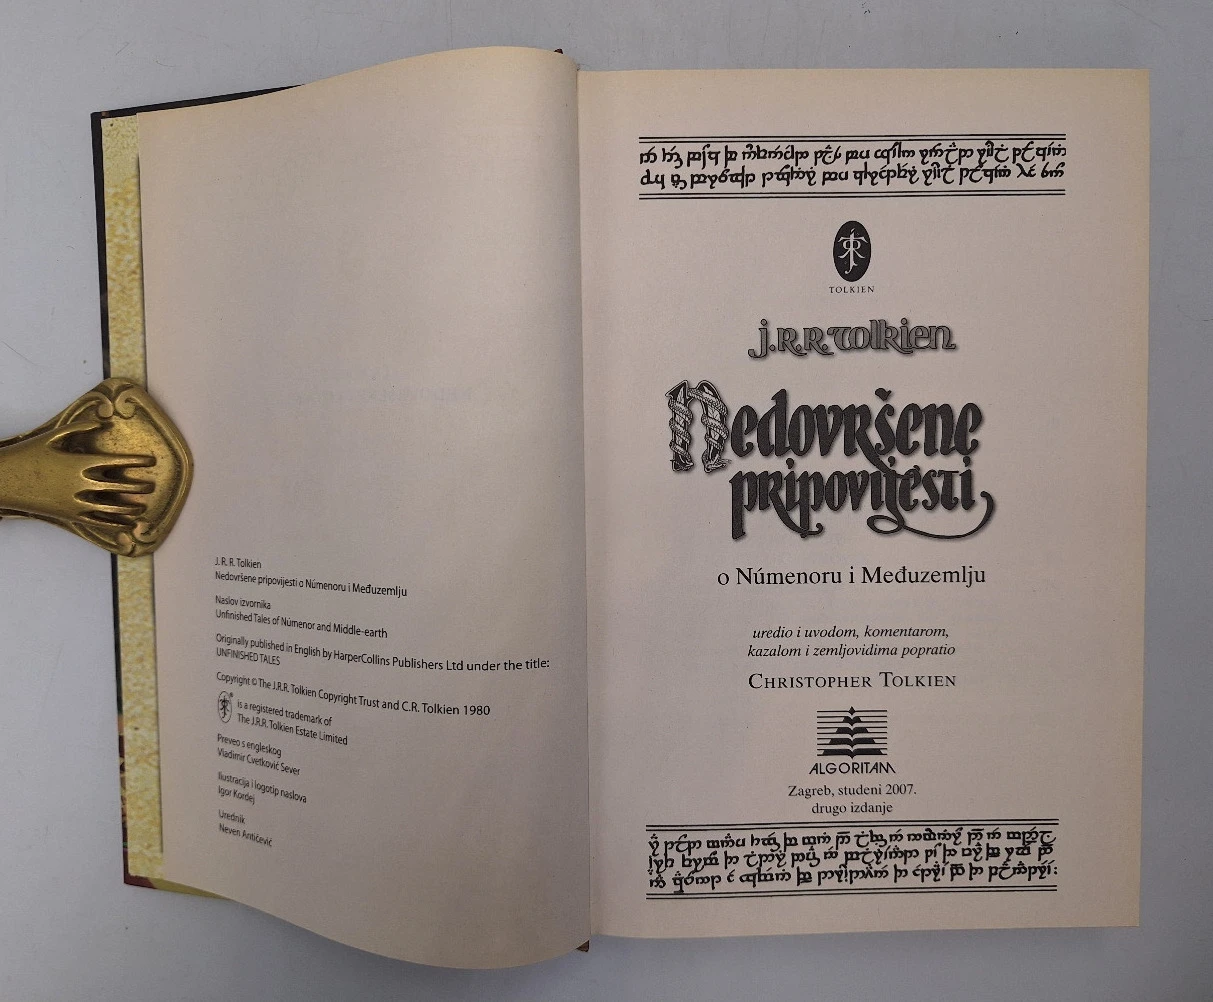 J. R. R. Tolkien
Nedovršene pripovijesti o Númenoru i Međuzemlju
Naslov izvornika
Unfinished Tales of Númenor and Middle-earth
Originally published in English by HarperCollins Publishers Ltd under the title:
UNFINISHED TALES
Copyright © The J.R.R. Tolkien Copyright Trust and C.R. Tolkien 1980
® is a registered trademark of
The J.R.R. Tolkien Estate Limited
Preveo s engleskog
Vladimir Cvetković Sever
Ilustracija i logotip naslova
Igor Kordej
Urednik
Neven Antičević
TOLKIEN
J.R.R. Tolkien
Nedovršene
pripovijesti
o Númenoru i Međuzemlju
uredio i uvodom, komentarom,
kazalom i zemljovidima popratio
CHRISTOPHER TOLKIEN
ALGORITAM
Zagreb, studeni 2007.
drugo izdanje